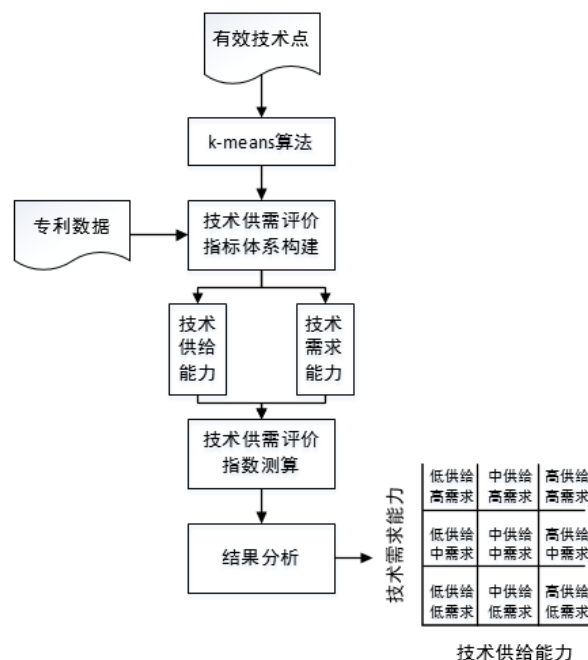 有效技术点
k-means算法
专利数据
技术供需评价
指标体系构建
技术
供给
能力
技术
需求
能力
技术供需评价
指数测算
结果分析
技术需求能力
低供给
高需求
中供给
高需求
高供给
高需求
低供给
中需求
中供给
中需求
高供给
中需求
低供给
低需求
中供给
低需求
高供给
低需求
技术供给能力